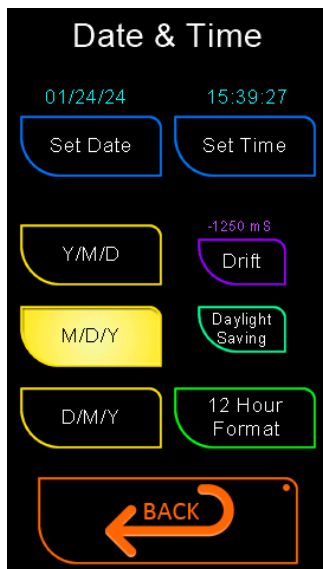 Date & Time
01/24/24
15:39:27
Set Date
Set Time
Y/M/D
-1250 mS
Drift
M/D/Y
Daylight
Saving
D/M/Y
12 Hour
Format
BACK